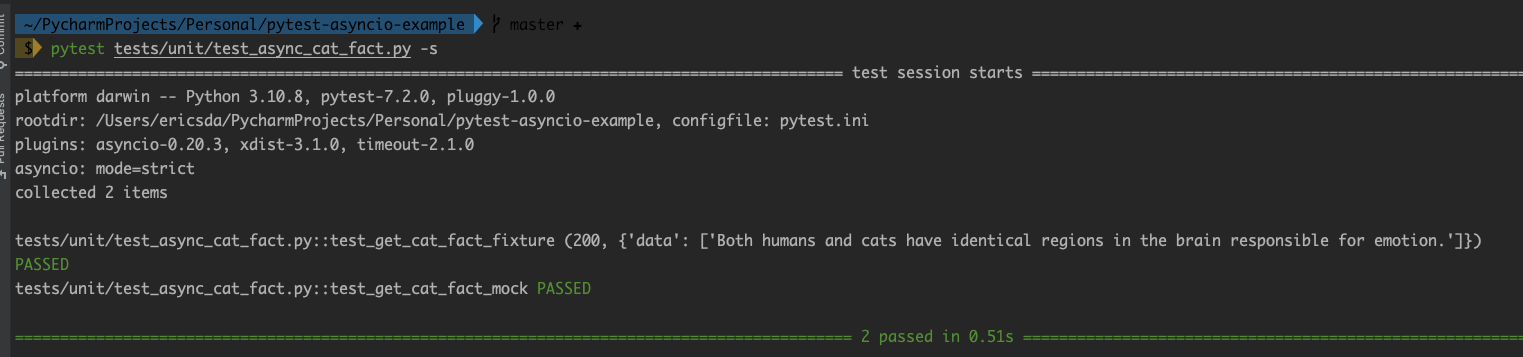 ~/PycharmProjects/Personal/pytest-asyncio-example master +
$ pytest tests/unit/test_async_cat_fact.py -s
============================================================================================ test session starts =======================================================
platform darwin -- Python 3.10.8, pytest-7.2.0, pluggy-1.0.0
rootdir: /Users/ericsda/PycharmProjects/Personal/pytest-asyncio-example, configfile: pytest.ini
plugins: asyncio-0.20.3, xdist-3.1.0, timeout-2.1.0
asyncio: mode=strict
collected 2 items
tests/unit/test_async_cat_fact.py::test_get_cat_fact_fixture (200, {'data': ['Both humans and cats have identical regions in the brain responsible for emotion.']})
PASSED
tests/unit/test_async_cat_fact.py::test_get_cat_fact_mock PASSED
============================================================================================= 2 passed in 0.51s ========================================================
Commit
Pull Requests